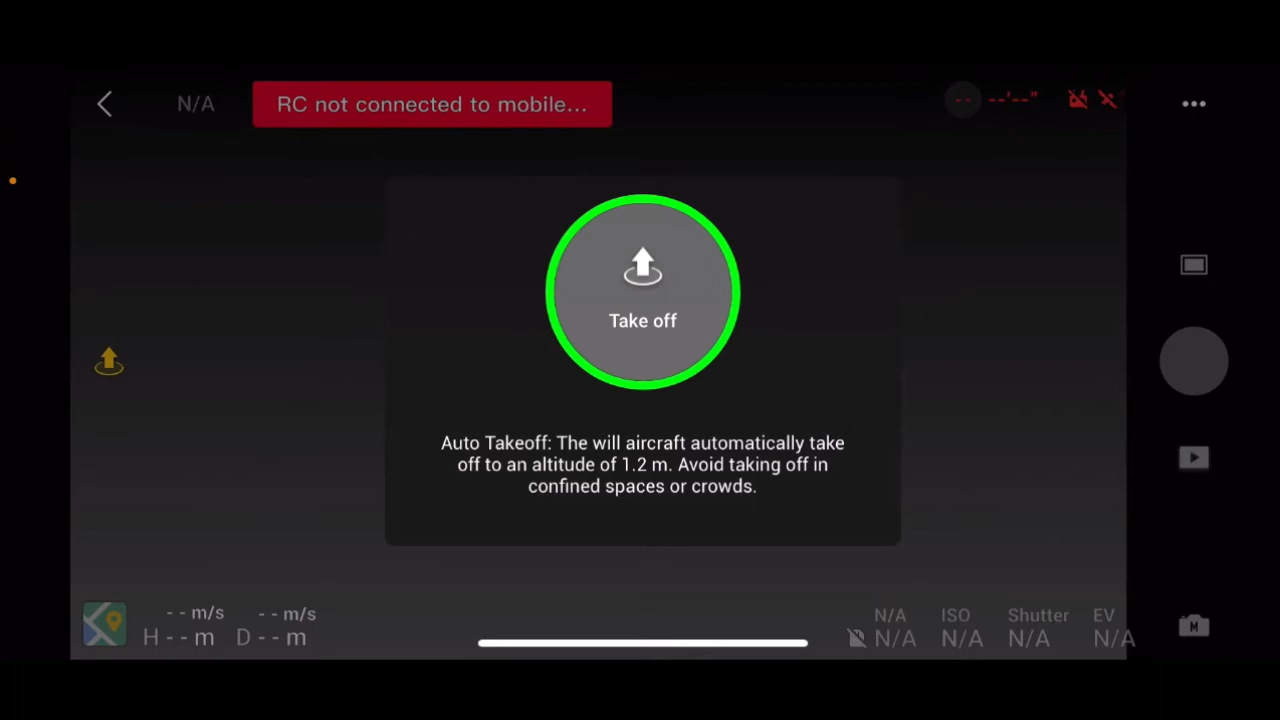 N/A
RC not connected to mobile...
-- --'--"
Take off
Auto Takeoff: The will aircraft automatically take
off to an altitude of 1.2 m. Avoid taking off in
confined spaces or crowds.
- - m/s - - m/s
H - - m D - - m
N/A ISO Shutter EV
N/A N/A N/A N/A
M